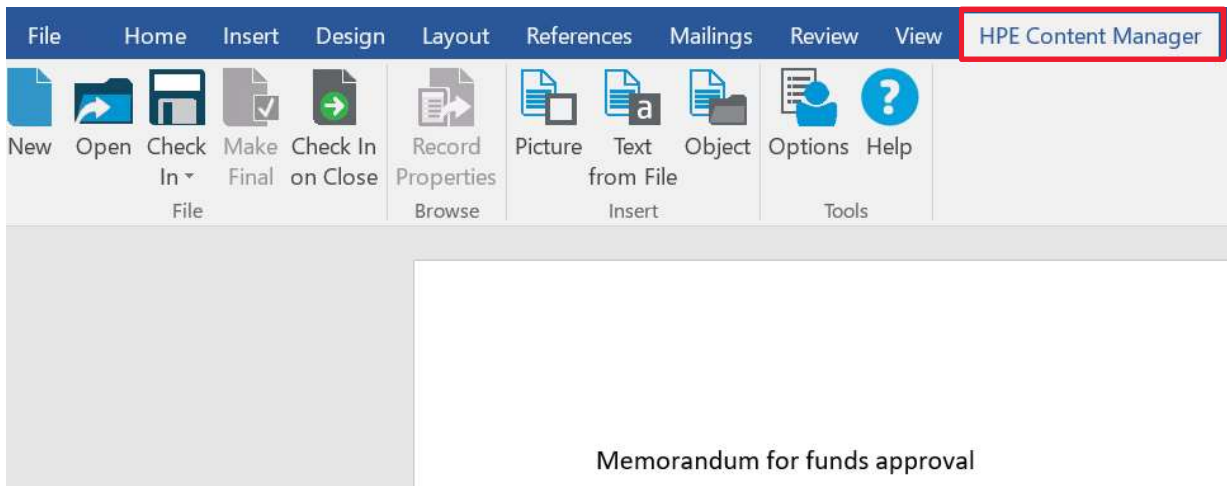 File Home Insert Design Layout References Mailings Review View HPE Content Manager
a ?
New Open Check Make Check In Record Picture Text Object Options Help
In Final on Close Properties from File
File Browse Insert Tools
Memorandum for funds approval